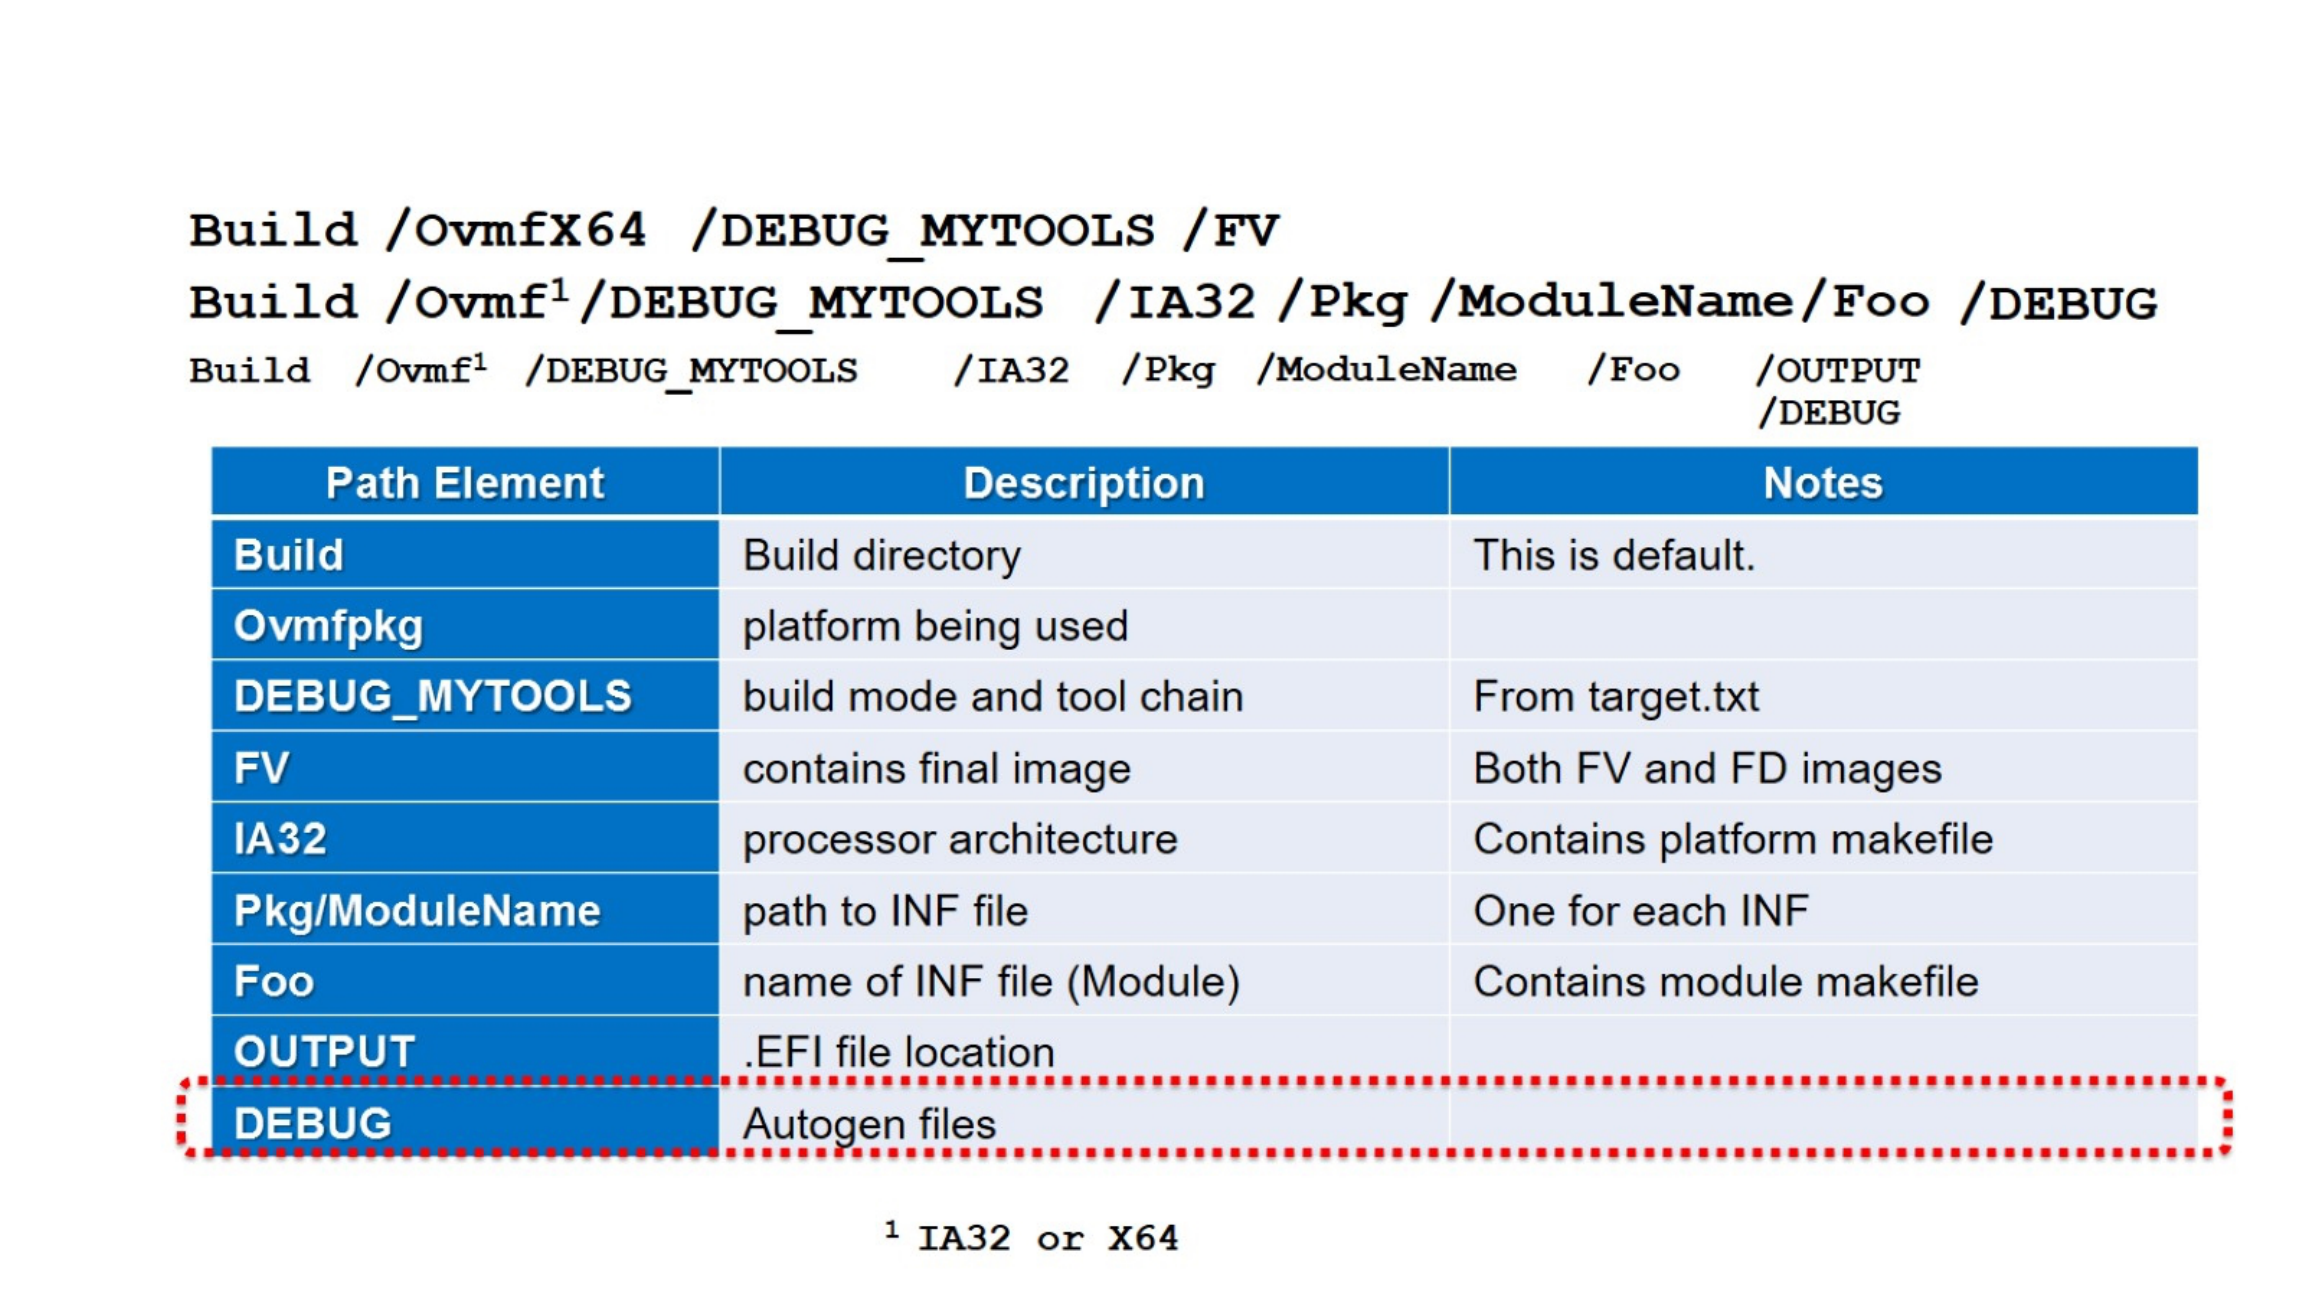 Build /OvmfX64 /DEBUG_MYTOOLS /FV
Build /Ovmf¹/DEBUG_MYTOOLS /IA32 /Pkg /ModuleName/Foo /DEBUG
Build /Ovmf¹ /DEBUG_MYTOOLS /IA32 /Pkg /ModuleName /Foo /OUTPUT
/DEBUG
Path Element Description Notes
Build Build directory This is default.
Ovmfpkg platform being used
DEBUG_MYTOOLS build mode and tool chain From target.txt
FV contains final image Both FV and FD images
IA32 processor architecture Contains platform makefile
Pkg/ModuleName path to INF file One for each INF
Foo name of INF file (Module) Contains module makefile
OUTPUT .EFI file location
DEBUG Autogen files
¹ IA32 or X64